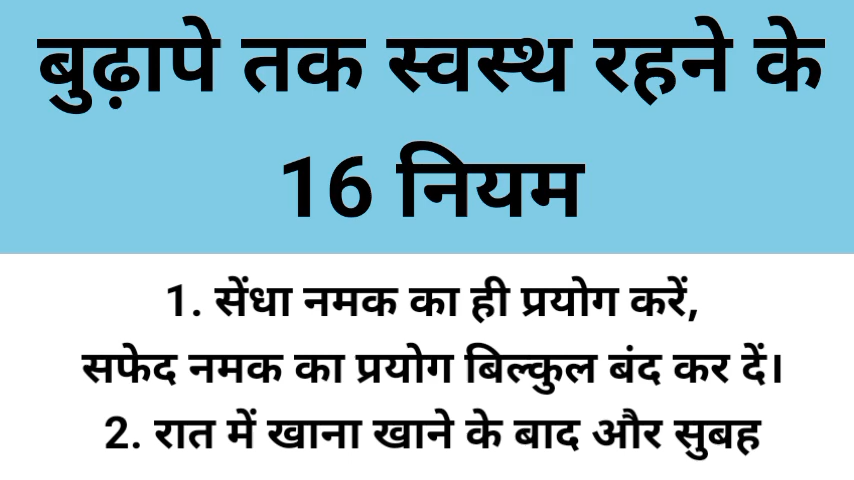 बुढ़ापे तक स्वस्थ रहने के
16 नियम
1. सेंधा नमक का ही प्रयोग करें,
सफेद नमक का प्रयोग बिल्कुल बंद कर दें।
2. रात में खाना खाने के बाद और सुबह